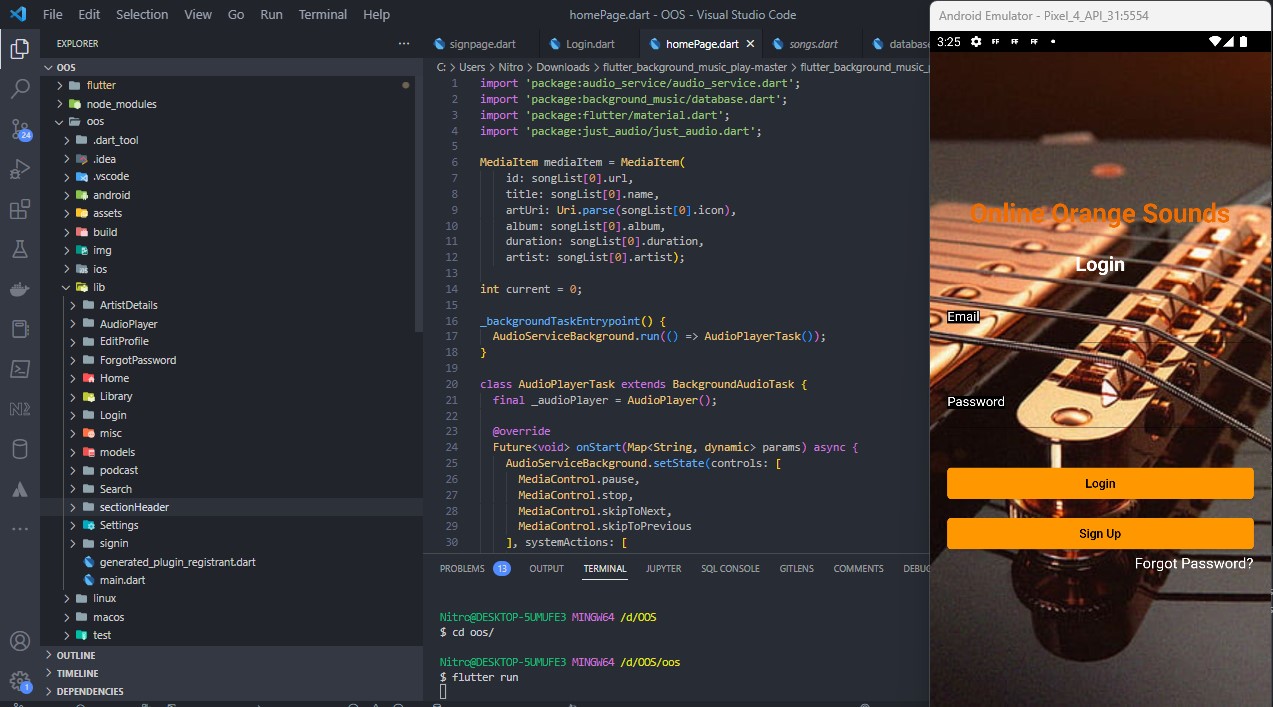 File Edit Selection View Go Run Terminal Help
homePage.dart - OOS - Visual Studio Code
EXPLORER
OOS
flutter
node_modules
oos
.dart_tool
.idea
.vscode
android
assets
build
img
ios
lib
ArtistDetails
AudioPlayer
EditProfile
ForgotPassword
Home
Library
Login
misc
models
podcast
Search
sectionHeader
Settings
signin
generated_plugin_registrant.dart
main.dart
linux
macos
test
OUTLINE
TIMELINE
DEPENDENCIES
24
1
signpage.dart Login.dart homePage.dart songs.dart databas
C: > Users > Nitro > Downloads > flutter_background_music_play-master > flutter_background_music_
1 import 'package:audio_service/audio_service.dart';
2 import 'package:background_music/database.dart';
3 import 'package:flutter/material.dart';
4 import 'package:just_audio/just_audio.dart';
5
6 MediaItem mediaItem = MediaItem(
7 id: songList[0].url,
8 title: songList[0].name,
9 artUri: Uri.parse(songList[0].icon),
10 album: songList[0].album,
11 duration: songList[0].duration,
12 artist: songList[0].artist);
13
14 int current = 0;
15
16 _backgroundTaskEntrypoint() {
17 AudioServiceBackground.run(() => AudioPlayerTask());
18 }
19
20 class AudioPlayerTask extends BackgroundAudioTask {
21 final _audioPlayer = AudioPlayer();
22
23 @override
24 Future<void> onStart(Map<String, dynamic> params) async {
25 AudioServiceBackground.setState(controls: [
26 MediaControl.pause,
27 MediaControl.stop,
28 MediaControl.skipToNext,
29 MediaControl.skipToPrevious
30 ], systemActions: [
PROBLEMS 13 OUTPUT TERMINAL JUPYTER SQL CONSOLE GITLENS COMMENTS DEBUG
Nitro@DESKTOP-5UMUFE3 MINGW64 /d/OOS
$ cd oos/
Nitro@DESKTOP-5UMUFE3 MINGW64 /d/OOS/oos
$ flutter run
Android Emulator - Pixel_4_API_31:5554
3:25
Online Orange Sounds
Login
Email
Password
Login
Sign Up
Forgot Password?